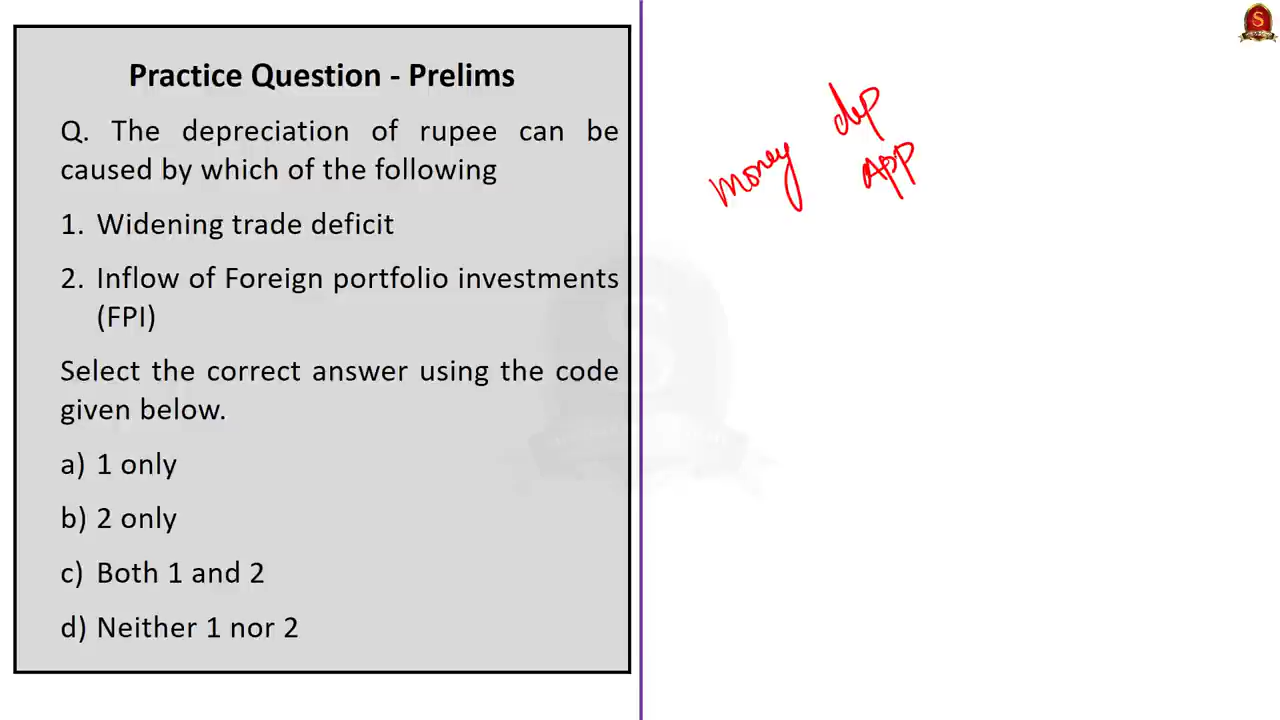 Practice Question - Prelims
Q. The depreciation of rupee can be
caused by which of the following
1. Widening trade deficit
2. Inflow of Foreign portfolio investments
(FPI)
Select the correct answer using the code
given below.
a) 1 only
b) 2 only
c) Both 1 and 2
d) Neither 1 nor 2
S
dep
money
APP